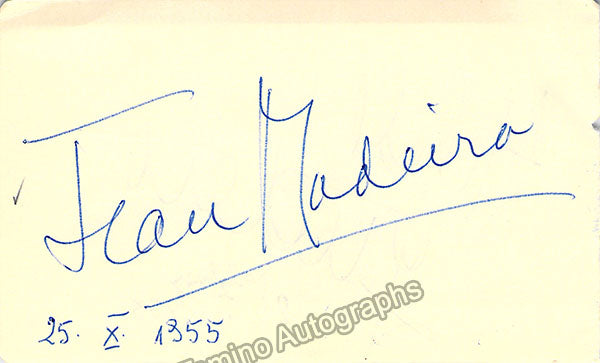 Jean Madeira
25. X. 1955
Tamino Autographs